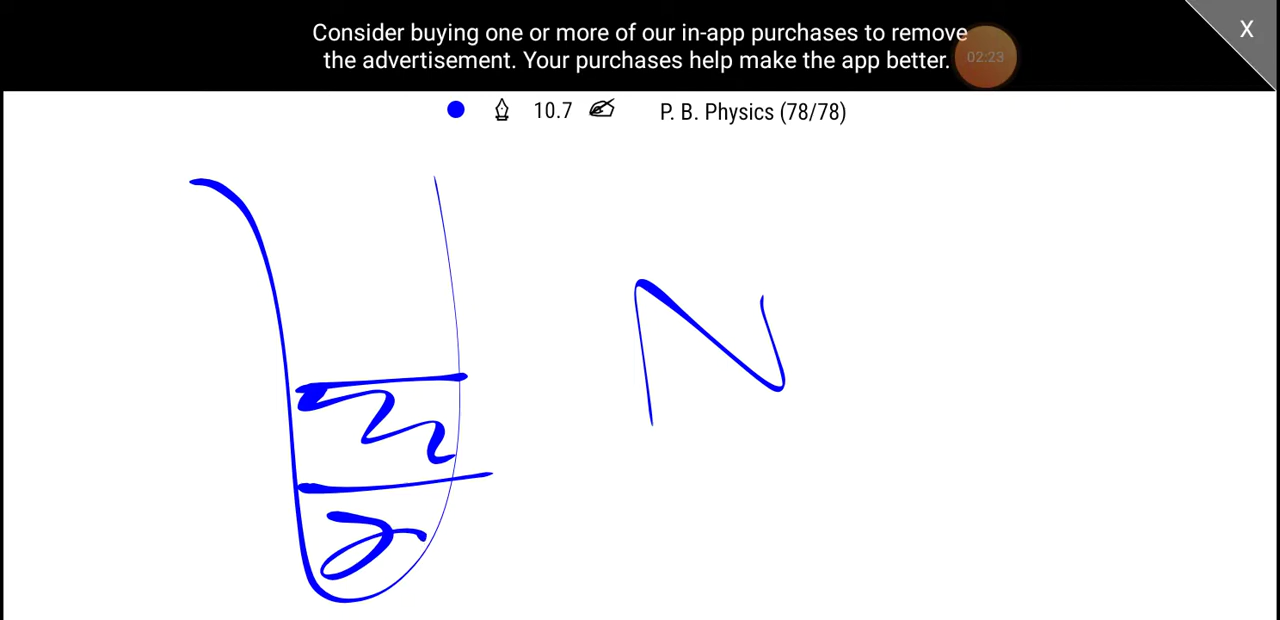 Consider buying one or more of our in-app purchases to remove
the advertisement. Your purchases help make the app better.
X
02:23
10.7 P. B. Physics (78/78)
N